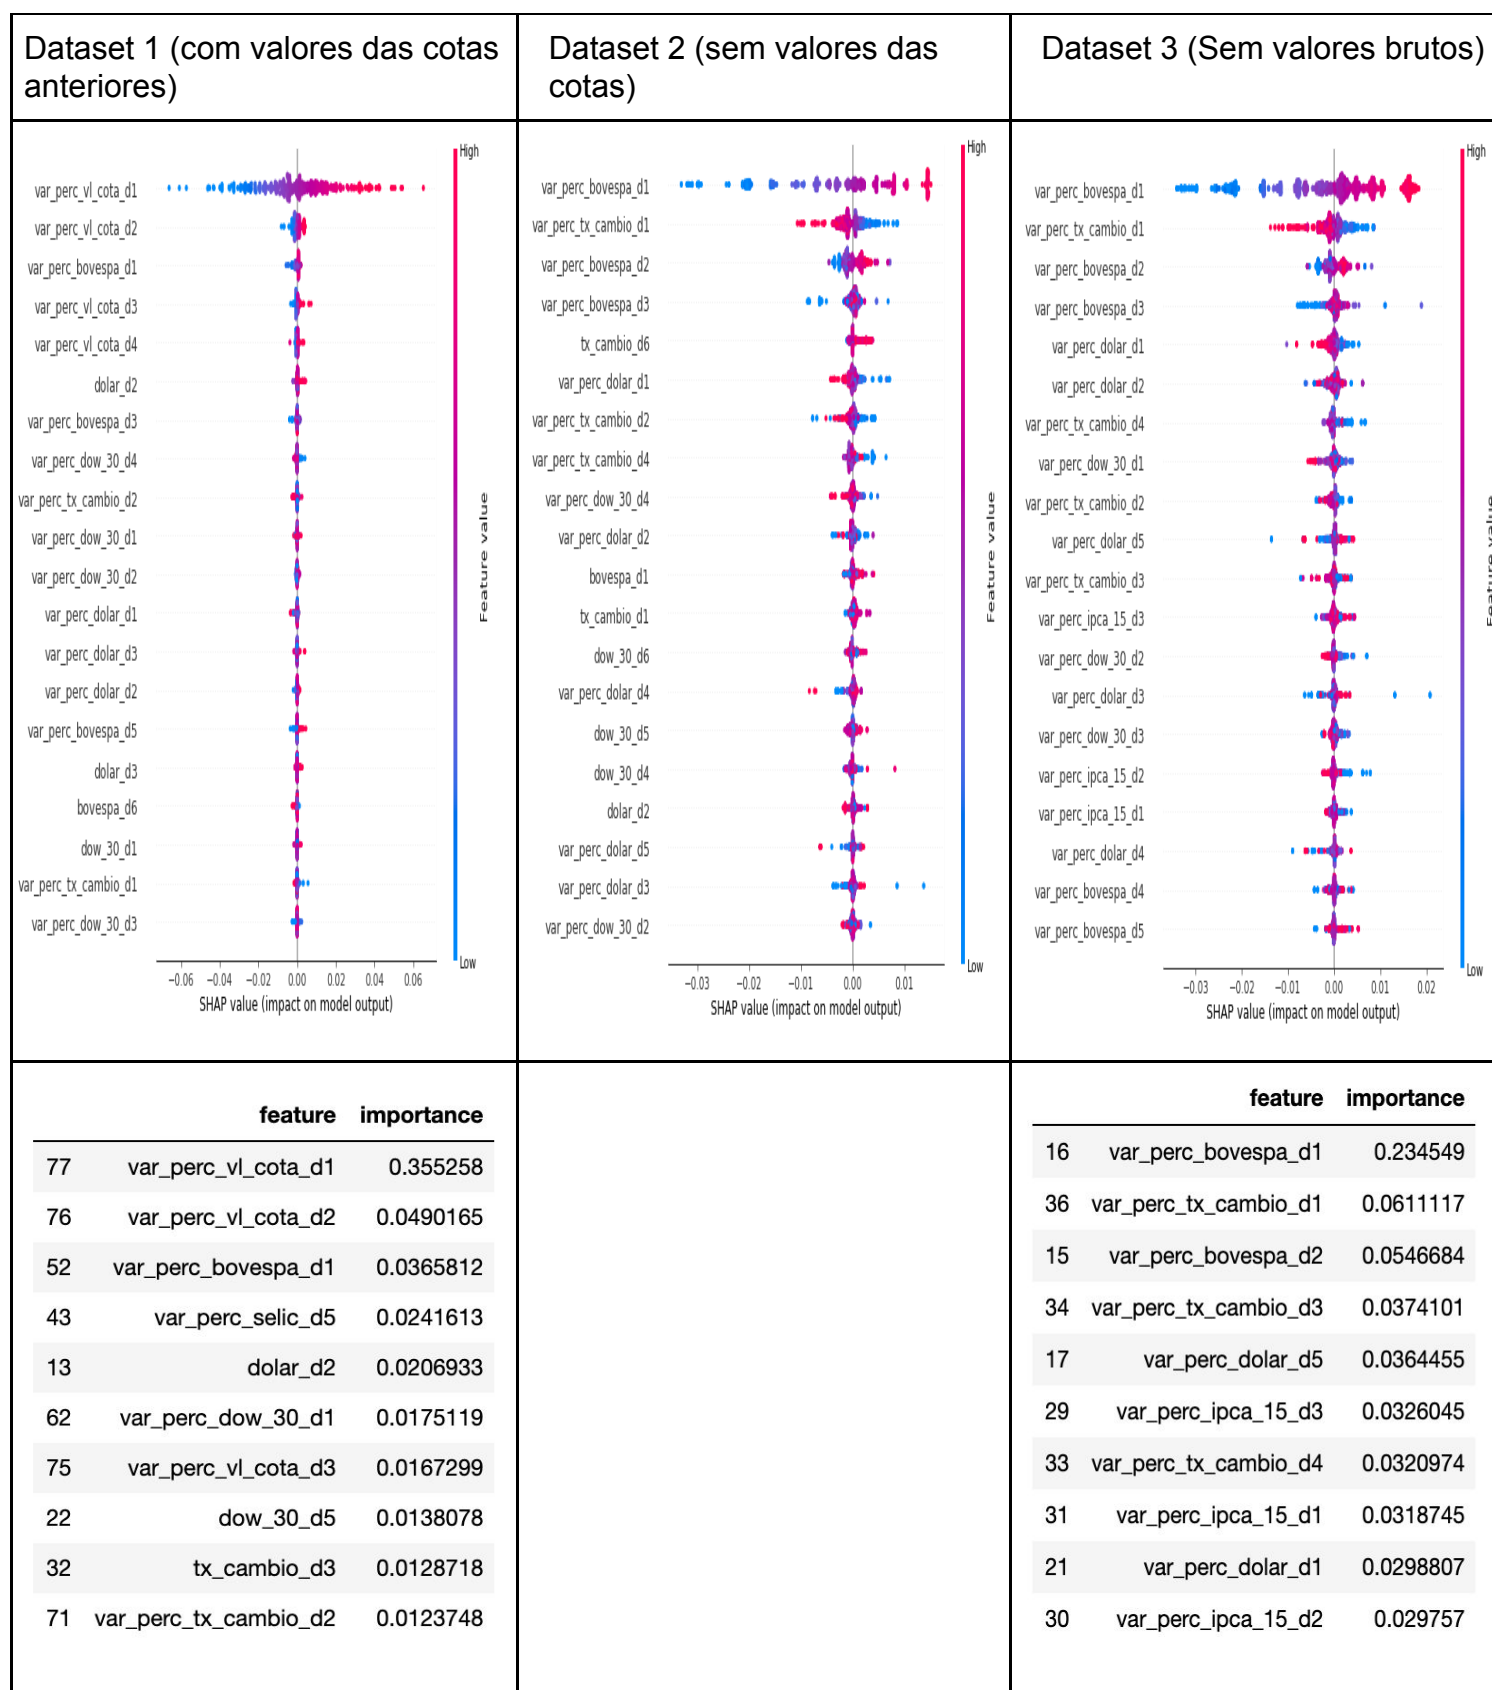 Dataset 1 (com valores das cotas
anteriores)
Dataset 2 (sem valores das
cotas)
Dataset 3 (Sem valores brutos)
High
var_perc_vl_cota_d1
var_perc_vl_cota_d2
var_perc_bovespa_d1
var_perc_vl_cota_d3
var_perc_vl_cota_d4
dolar_d2
var_perc_bovespa_d3
var_perc_dow_30_d4
var_perc_tx_cambio_d2
var_perc_dow_30_d1
var_perc_dow_30_d2
var_perc_dolar_d1
var_perc_dolar_d3
var_perc_dolar_d2
var_perc_bovespa_d5
dolar_d3
bovespa_d6
dow_30_d1
var_perc_tx_cambio_d1
var_perc_dow_30_d3
Feature value
Low
−0.06 −0.04 −0.02 0.00 0.02 0.04 0.06
SHAP value (impact on model output)
High
var_perc_bovespa_d1
var_perc_tx_cambio_d1
var_perc_bovespa_d2
var_perc_bovespa_d3
tx_cambio_d6
var_perc_dolar_d1
var_perc_tx_cambio_d2
var_perc_tx_cambio_d4
var_perc_dow_30_d4
var_perc_dolar_d2
bovespa_d1
tx_cambio_d1
dow_30_d6
var_perc_dolar_d4
dow_30_d5
dow_30_d4
dolar_d2
var_perc_dolar_d5
var_perc_dolar_d3
var_perc_dow_30_d2
Feature value
Low
−0.03 −0.02 −0.01 0.00 0.01
SHAP value (impact on model output)
High
var_perc_bovespa_d1
var_perc_tx_cambio_d1
var_perc_bovespa_d2
var_perc_bovespa_d3
var_perc_dolar_d1
var_perc_dolar_d2
var_perc_tx_cambio_d4
var_perc_dow_30_d1
var_perc_tx_cambio_d2
var_perc_dolar_d5
var_perc_tx_cambio_d3
var_perc_ipca_15_d3
var_perc_dow_30_d2
var_perc_dolar_d3
var_perc_dow_30_d3
var_perc_ipca_15_d2
var_perc_ipca_15_d1
var_perc_dolar_d4
var_perc_bovespa_d4
var_perc_bovespa_d5
Feature value
Low
−0.03 −0.02 −0.01 0.00 0.01 0.02
SHAP value (impact on model output)
feature importance
77 var_perc_vl_cota_d1 0.355258
76 var_perc_vl_cota_d2 0.0490165
52 var_perc_bovespa_d1 0.0365812
43 var_perc_selic_d5 0.0241613
13 dolar_d2 0.0206933
62 var_perc_dow_30_d1 0.0175119
75 var_perc_vl_cota_d3 0.0167299
22 dow_30_d5 0.0138078
32 tx_cambio_d3 0.0128718
71 var_perc_tx_cambio_d2 0.0123748
feature importance
16 var_perc_bovespa_d1 0.234549
36 var_perc_tx_cambio_d1 0.0611117
15 var_perc_bovespa_d2 0.0546684
34 var_perc_tx_cambio_d3 0.0374101
17 var_perc_dolar_d5 0.0364455
29 var_perc_ipca_15_d3 0.0326045
33 var_perc_tx_cambio_d4 0.0320974
31 var_perc_ipca_15_d1 0.0318745
21 var_perc_dolar_d1 0.0298807
30 var_perc_ipca_15_d2 0.029757